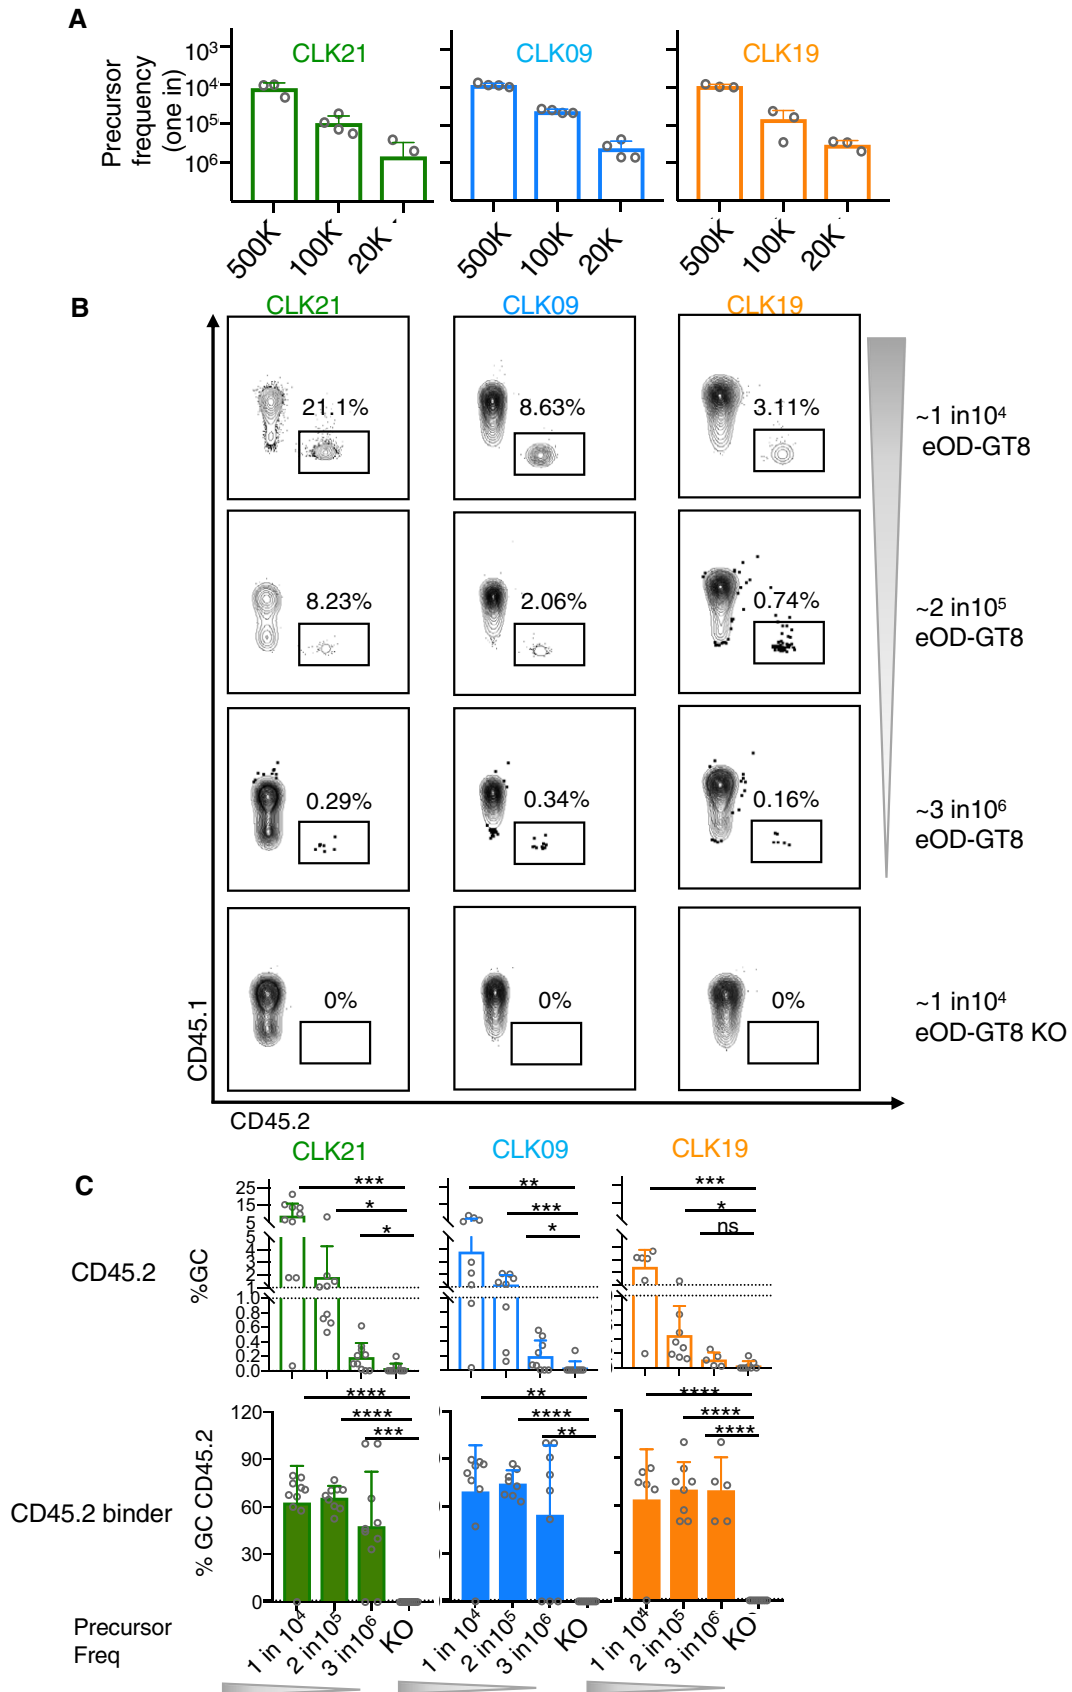 A
CLK21 CLK09 CLK19
Precursor frequency (one in)
10³
10⁴
10⁵
10⁶
500K 100K 20K 500K 100K 20K 500K 100K 20K
B
CLK21 CLK09 CLK19
21.1% 8.63% 3.11%
~1 in10⁴
eOD-GT8
8.23% 2.06% 0.74%
~2 in10⁵
eOD-GT8
0.29% 0.34% 0.16%
~3 in10⁶
eOD-GT8
0% 0% 0%
~1 in10⁴
eOD-GT8 KO
CD45.1
CD45.2
C
CLK21 CLK09 CLK19
CD45.2
%GC
25
15
5
5
4
3
2
1
1.0
0.8
0.6
0.4
0.2
0.0
*** ** ***
* *** *
* * ns
CD45.2 binder
% GC CD45.2
120
90
60
30
0
**** ** ****
**** **** ****
*** ** ****
Precursor
Freq
1 in 10⁴ 2 in10⁵ 3 in10⁶ KO 1 in 10⁴ 2 in10⁵ 3 in10⁶ KO 1 in 10⁴ 2 in10⁵ 3 in10⁶ KO